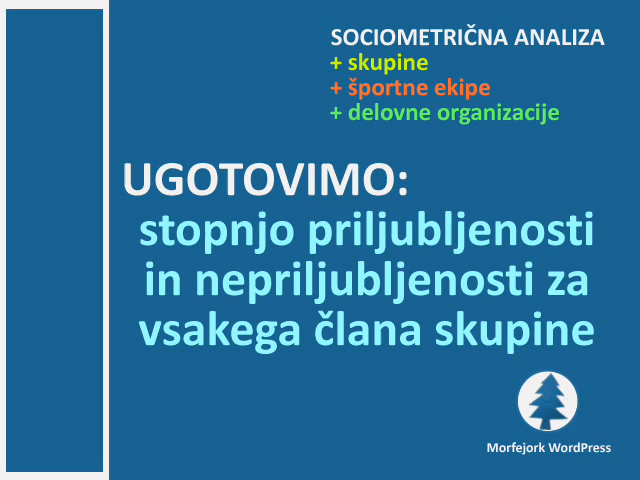 SOCIOMETRIČNA ANALIZA
+ skupine
+ športne ekipe
+ delovne organizacije
UGOTOVIMO:
stopnjo priljubljenosti
in nepriljubljenosti za
vsakega člana skupine
Morfejork WordPress